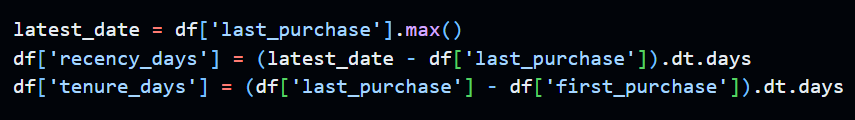 latest_date = df['last_purchase'].max()
df['recency_days'] = (latest_date - df['last_purchase']).dt.days
df['tenure_days'] = (df['last_purchase'] - df['first_purchase']).dt.days